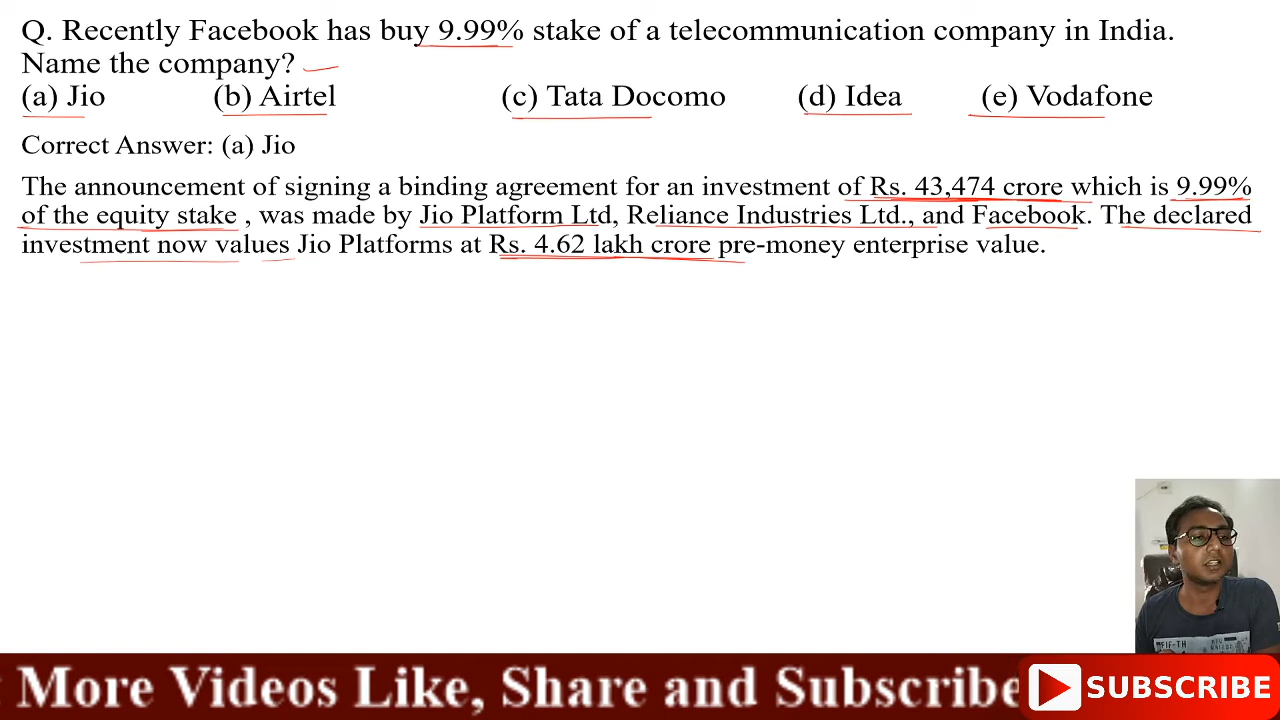 Q. Recently Facebook has buy 9.99% stake of a telecommunication company in India.
Name the company?
(a) Jio (b) Airtel (c) Tata Docomo (d) Idea (e) Vodafone
Correct Answer: (a) Jio
The announcement of signing a binding agreement for an investment of Rs. 43,474 crore which is 9.99%
of the equity stake , was made by Jio Platform Ltd, Reliance Industries Ltd., and Facebook. The declared
investment now values Jio Platforms at Rs. 4.62 lakh crore pre-money enterprise value.
FIF-TH
More Videos Like, Share and Subscribe
SUBSCRIBE